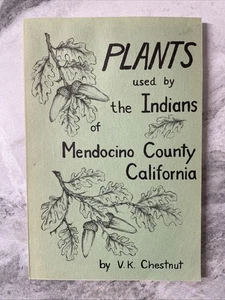 PLANTS
used by
the Indians
of
Mendocino County
California
by V.K. Chestnut